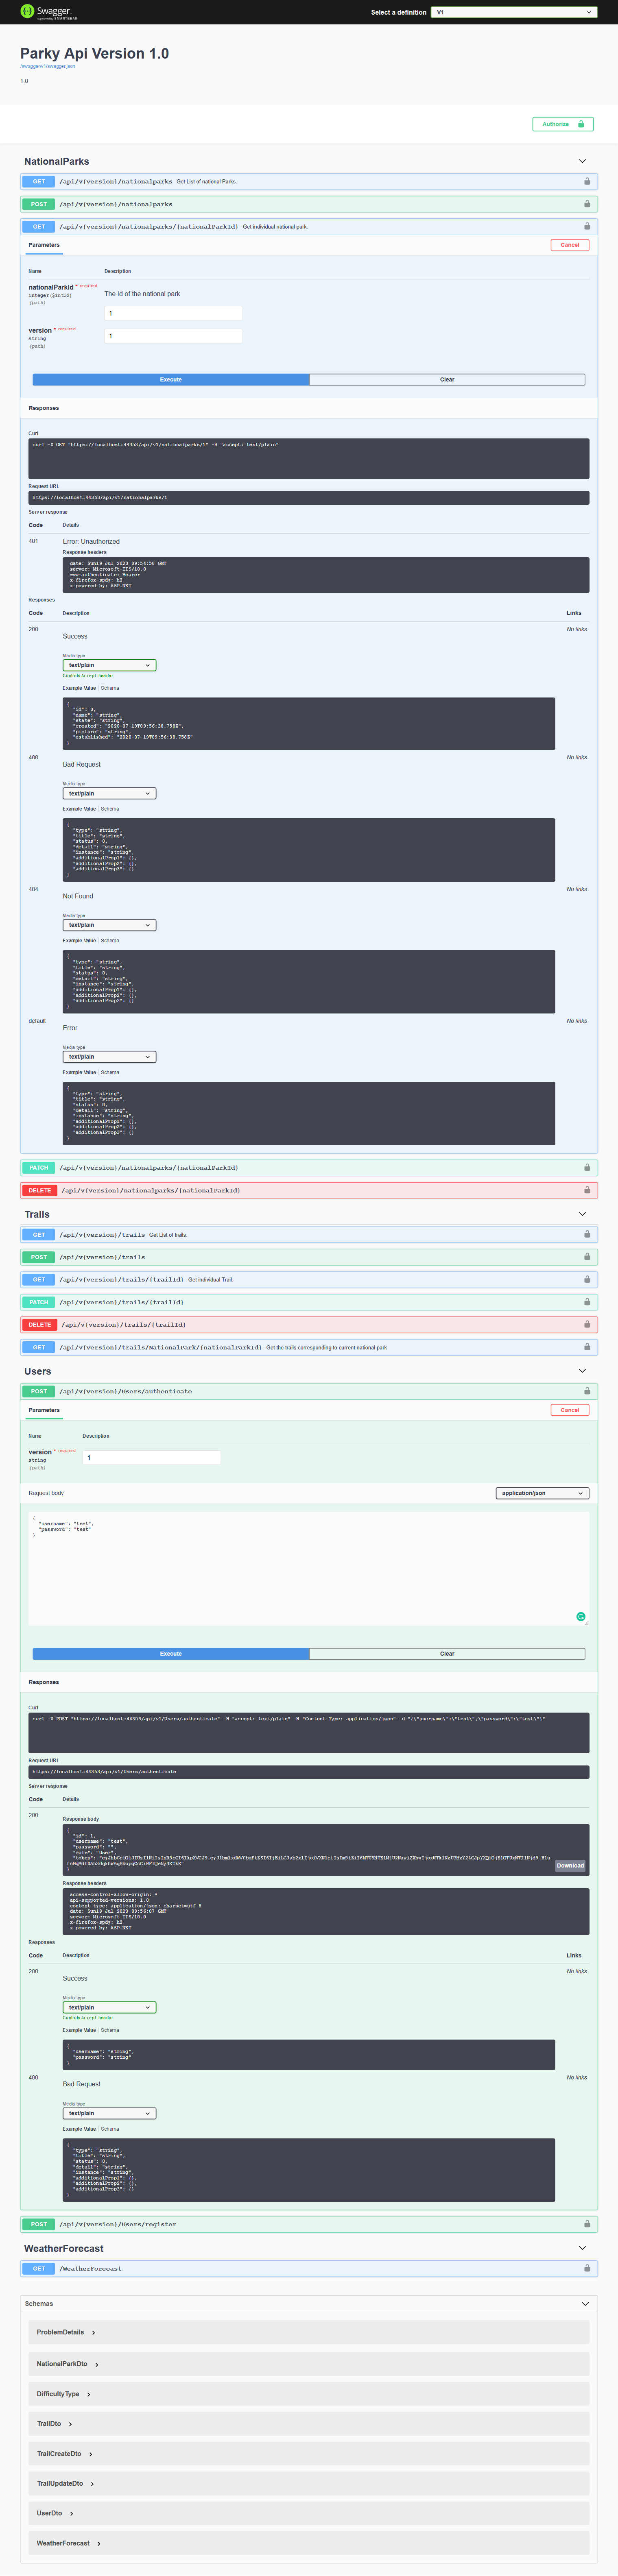 Swagger
Supported by SMARTBEAR
Select a definition
V1
Parky Api Version 1.0
/swagger/v1/swagger.json
1.0
Authorize
NationalParks
GET /api/v{version}/nationalparks Get List of national Parks.
POST /api/v{version}/nationalparks
GET /api/v{version}/nationalparks/{nationalParkId} Get individual national park.
Parameters
Cancel
Name Description
nationalParkId * required
integer($int32)
(path)
The Id of the national park
1
version * required
string
(path)
1
Execute Clear
Responses
Curl
curl -X GET "https://localhost:44353/api/v1/nationalparks/1" -H "accept: text/plain"
Request URL
https://localhost:44353/api/v1/nationalparks/1
Server response
Code Details
401
Error: Unauthorized
Response headers
date: Sun19 Jul 2020 09:54:58 GMT
server: Microsoft-IIS/10.0
www-authenticate: Bearer
x-firefox-spdy: h2
x-powered-by: ASP.NET
Responses
Code Description Links
200 No links
Success
Media type
text/plain
Controls Accept header.
Example Value Schema
{
"id": 0,
"name": "string",
"state": "string",
"created": "2020-07-19T09:56:38.758Z",
"picture": "string",
"established": "2020-07-19T09:56:38.758Z"
}
400 No links
Bad Request
Media type
text/plain
Example Value Schema
{
"type": "string",
"title": "string",
"status": 0,
"detail": "string",
"instance": "string",
"additionalProp1": {},
"additionalProp2": {},
"additionalProp3": {}
}
404 No links
Not Found
Media type
text/plain
Example Value Schema
{
"type": "string",
"title": "string",
"status": 0,
"detail": "string",
"instance": "string",
"additionalProp1": {},
"additionalProp2": {},
"additionalProp3": {}
}
default No links
Error
Media type
text/plain
Example Value Schema
{
"type": "string",
"title": "string",
"status": 0,
"detail": "string",
"instance": "string",
"additionalProp1": {},
"additionalProp2": {},
"additionalProp3": {}
}
PATCH /api/v{version}/nationalparks/{nationalParkId}
DELETE /api/v{version}/nationalparks/{nationalParkId}
Trails
GET /api/v{version}/trails Get List of trails.
POST /api/v{version}/trails
GET /api/v{version}/trails/{trailId} Get individual Trail.
PATCH /api/v{version}/trails/{trailId}
DELETE /api/v{version}/trails/{trailId}
GET /api/v{version}/trails/NationalPark/{nationalParkId} Get the trails corresponding to current national park
Users
POST /api/v{version}/Users/authenticate
Parameters
Cancel
Name Description
version * required
string
(path)
1
Request body
application/json
{
"username": "test",
"password": "test"
}
Execute Clear
Responses
Curl
curl -X POST "https://localhost:44353/api/v1/Users/authenticate" -H "accept: text/plain" -H "Content-Type: application/json" -d "{\"username\":\"test\",\"password\":\"test\"}"
Request URL
https://localhost:44353/api/v1/Users/authenticate
Server response
Code Details
200
Response body
{
"id": 1,
"username": "test",
"password": "",
"role": "User",
"token":
}
Download
Response headers
access-control-allow-origin: *
api-supported-versions: 1.0
content-type: application/json; charset=utf-8
date: Sun19 Jul 2020 09:56:07 GMT
server: Microsoft-IIS/10.0
x-firefox-spdy: h2
x-powered-by: ASP.NET
Responses
Code Description Links
200 No links
Success
Media type
text/plain
Controls Accept header.
Example Value Schema
{
"username": "string",
"password": "string"
}
400 No links
Bad Request
Media type
text/plain
Example Value Schema
{
"type": "string",
"title": "string",
"status": 0,
"detail": "string",
"instance": "string",
"additionalProp1": {},
"additionalProp2": {},
"additionalProp3": {}
}
POST /api/v{version}/Users/register
WeatherForecast
GET /WeatherForecast
Schemas
ProblemDetails
NationalParkDto
DifficultyType
TrailDto
TrailCreateDto
TrailUpdateDto
UserDto
WeatherForecast